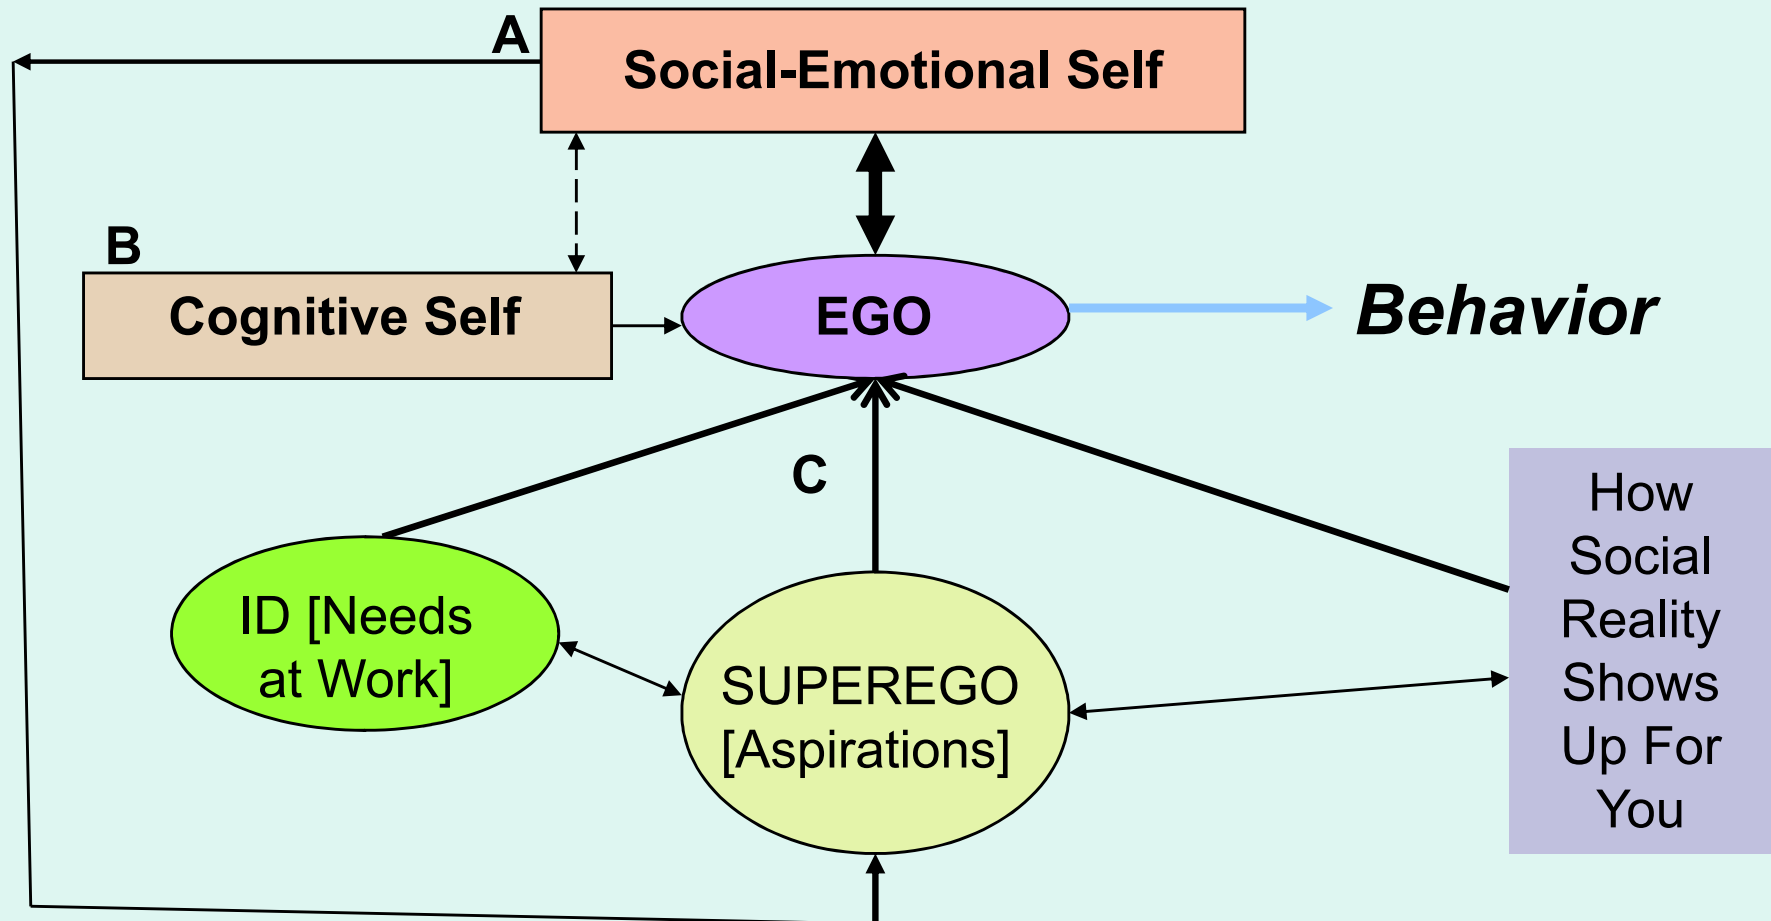 A
Social-Emotional Self
B
Cognitive Self
EGO
Behavior
C
ID [Needs
at Work]
SUPEREGO
[Aspirations]
How
Social
Reality
Shows
Up For
You